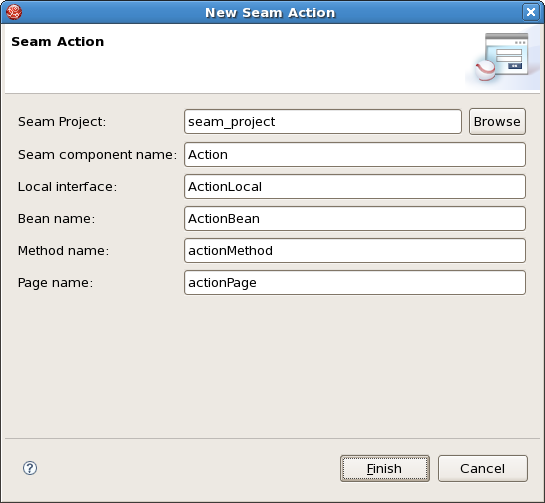 New Seam Action
Seam Action
Seam Project: seam_project Browse
Seam component name: Action
Local interface: ActionLocal
Bean name: ActionBean
Method name: actionMethod
Page name: actionPage
? Finish Cancel